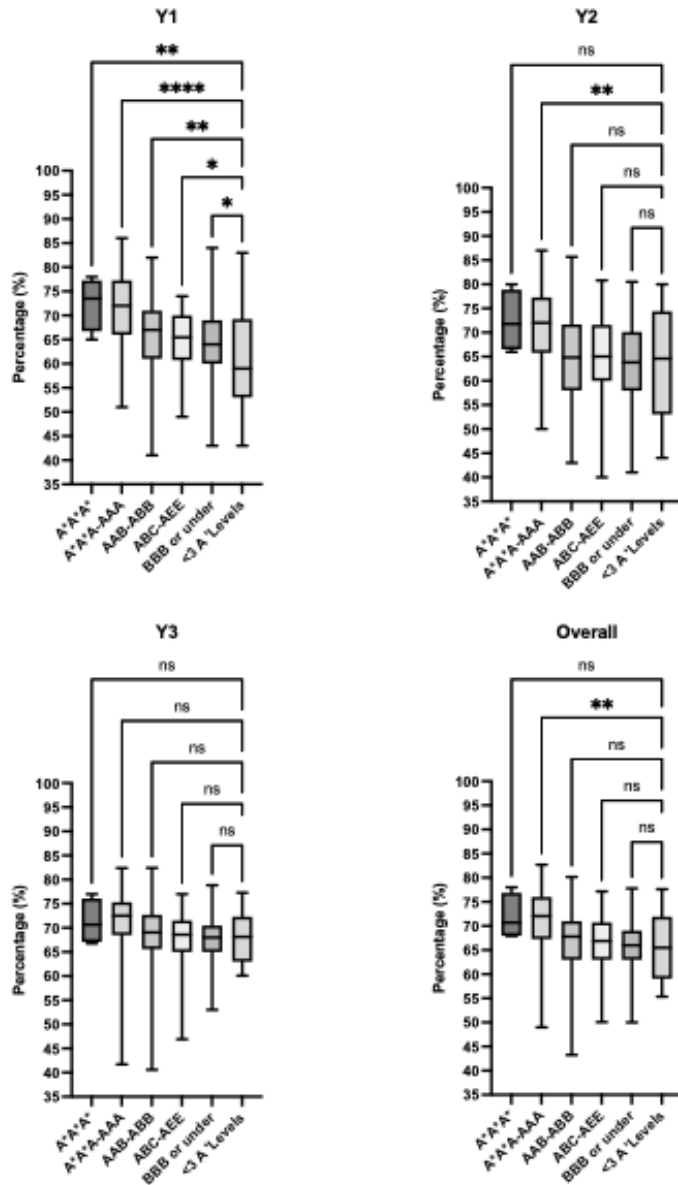 Y1
**
****
**
*
*
100
95
90
85
80
75
70
65
60
55
50
45
40
35
Percentage (%)
A*A*A*
A*A*A-AAA
AAB-ABB
ABC-AEE
BBB or under
<3 A 'Levels
Y2
ns
**
ns
ns
ns
100
95
90
85
80
75
70
65
60
55
50
45
40
35
Percentage (%)
A*A*A*
A*A*A-AAA
AAB-ABB
ABC-AEE
BBB or under
<3 A 'Levels
Y3
ns
ns
ns
ns
ns
100
95
90
85
80
75
70
65
60
55
50
45
40
35
Percentage (%)
A*A*A*
A*A*A-AAA
AAB-ABB
ABC-AEE
BBB or under
<3 A 'Levels
Overall
ns
**
ns
ns
ns
100
95
90
85
80
75
70
65
60
55
50
45
40
35
Percentage (%)
A*A*A*
A*A*A-AAA
AAB-ABB
ABC-AEE
BBB or under
<3 A 'Levels